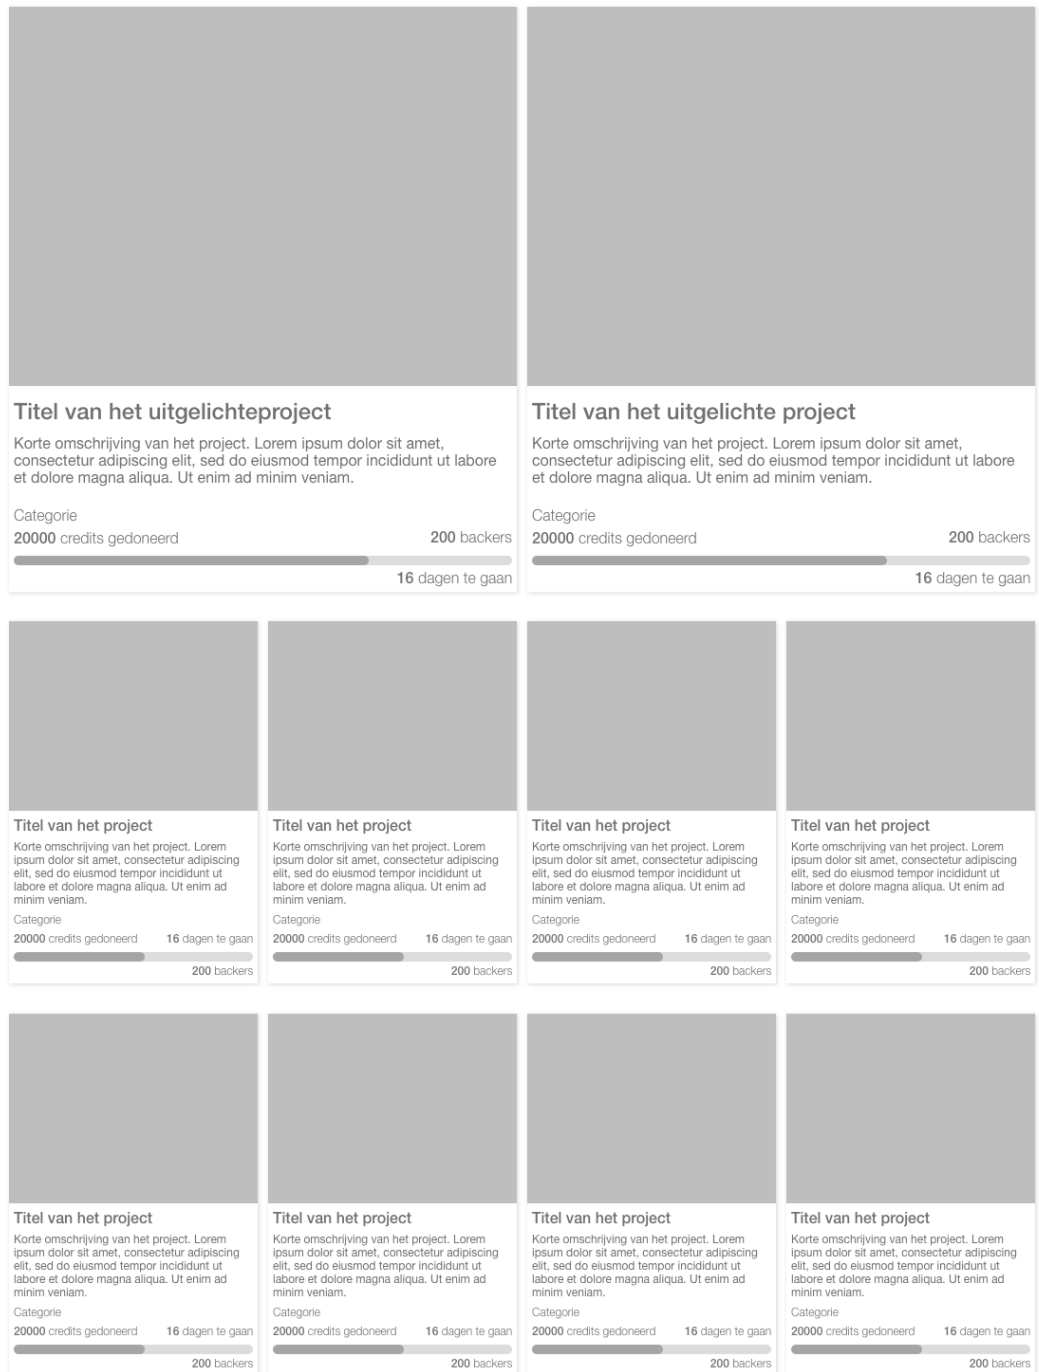 Titel van het uitgelichteproject
Korte omschrijving van het project. Lorem ipsum dolor sit amet,
consectetur adipiscing elit, sed do eiusmod tempor incididunt ut labore
et dolore magna aliqua. Ut enim ad minim veniam.
Categorie
20000 credits gedoneerd
200 backers
16 dagen te gaan
Titel van het uitgelichte project
Korte omschrijving van het project. Lorem ipsum dolor sit amet,
consectetur adipiscing elit, sed do eiusmod tempor incididunt ut labore
et dolore magna aliqua. Ut enim ad minim veniam.
Categorie
20000 credits gedoneerd
200 backers
16 dagen te gaan
Titel van het project
Korte omschrijving van het project. Lorem
ipsum dolor sit amet, consectetur adipiscing
elit, sed do eiusmod tempor incididunt ut
labore et dolore magna aliqua. Ut enim ad
minim veniam.
Categorie
20000 credits gedoneerd
16 dagen te gaan
200 backers
Titel van het project
Korte omschrijving van het project. Lorem
ipsum dolor sit amet, consectetur adipiscing
elit, sed do eiusmod tempor incididunt ut
labore et dolore magna aliqua. Ut enim ad
minim veniam.
Categorie
20000 credits gedoneerd
16 dagen te gaan
200 backers
Titel van het project
Korte omschrijving van het project. Lorem
ipsum dolor sit amet, consectetur adipiscing
elit, sed do eiusmod tempor incididunt ut
labore et dolore magna aliqua. Ut enim ad
minim veniam.
Categorie
20000 credits gedoneerd
16 dagen te gaan
200 backers
Titel van het project
Korte omschrijving van het project. Lorem
ipsum dolor sit amet, consectetur adipiscing
elit, sed do eiusmod tempor incididunt ut
labore et dolore magna aliqua. Ut enim ad
minim veniam.
Categorie
20000 credits gedoneerd
16 dagen te gaan
200 backers
Titel van het project
Korte omschrijving van het project. Lorem
ipsum dolor sit amet, consectetur adipiscing
elit, sed do eiusmod tempor incididunt ut
labore et dolore magna aliqua. Ut enim ad
minim veniam.
Categorie
20000 credits gedoneerd
16 dagen te gaan
200 backers
Titel van het project
Korte omschrijving van het project. Lorem
ipsum dolor sit amet, consectetur adipiscing
elit, sed do eiusmod tempor incididunt ut
labore et dolore magna aliqua. Ut enim ad
minim veniam.
Categorie
20000 credits gedoneerd
16 dagen te gaan
200 backers
Titel van het project
Korte omschrijving van het project. Lorem
ipsum dolor sit amet, consectetur adipiscing
elit, sed do eiusmod tempor incididunt ut
labore et dolore magna aliqua. Ut enim ad
minim veniam.
Categorie
20000 credits gedoneerd
16 dagen te gaan
200 backers
Titel van het project
Korte omschrijving van het project. Lorem
ipsum dolor sit amet, consectetur adipiscing
elit, sed do eiusmod tempor incididunt ut
labore et dolore magna aliqua. Ut enim ad
minim veniam.
Categorie
20000 credits gedoneerd
16 dagen te gaan
200 backers